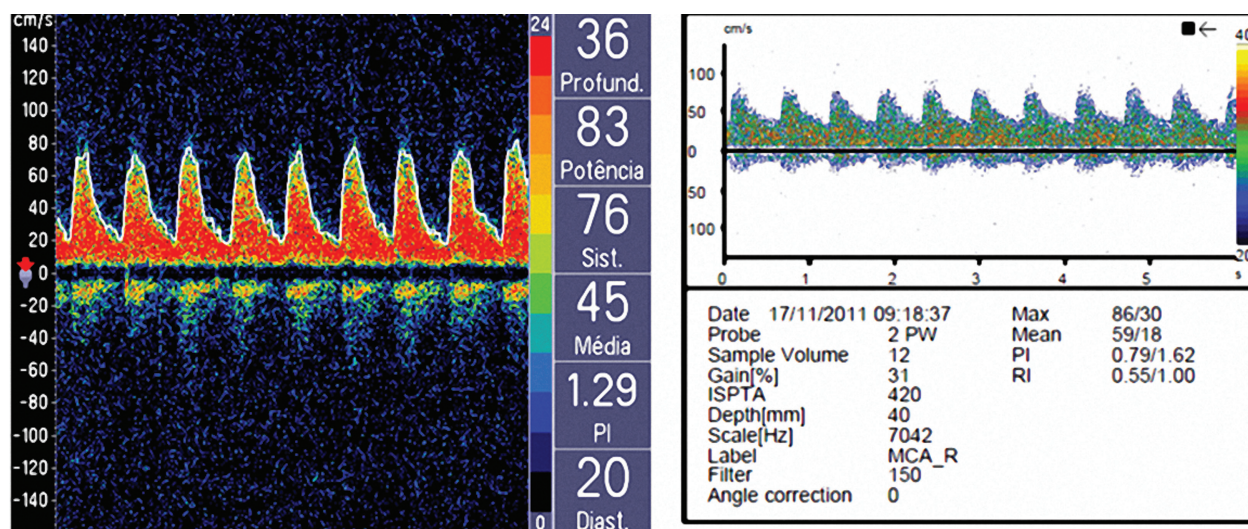 cm/s
140
120
100
80
60
40
20
0
-20
-40
-60
-80
-100
-120
-140
24
0
36
Profund.
83
Potência
76
Sist.
45
Média
1.29
PI
20
Diast.
cm/s
100
50
0
50
100
0 1 2 3 4 5 s
40
20
Date 17/11/2011 09:18:37 Max 86/30
Probe 2 PW Mean 59/18
Sample Volume 12 PI 0.79/1.62
Gain[%] 31 RI 0.55/1.00
ISPTA 420
Depth[mm] 40
Scale[Hz] 7042
Label MCA_R
Filter 150
Angle correction 0